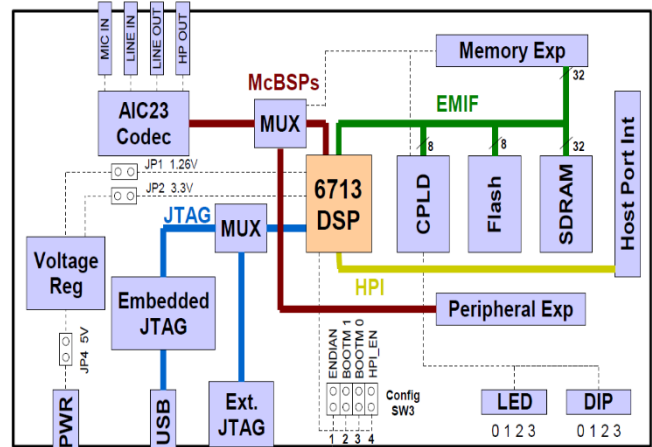 MIC IN
LINE IN
LINE OUT
HP OUT
Memory Exp
32
McBSPs
EMIF
AIC23
Codec
MUX
8
8
32
Host Port Int
JP1 1.26V
JP2 3.3V
6713
DSP
CPLD
Flash
SDRAM
JTAG
MUX
Voltage
Reg
HPI
Embedded
JTAG
Peripheral Exp
JP4 5V
ENDIAN
BOOTM 1
BOOTM 0
HPI_EN
Config
SW3
PWR
USB
Ext.
JTAG
LED
DIP
1 2 3 4
0 1 2 3
0 1 2 3